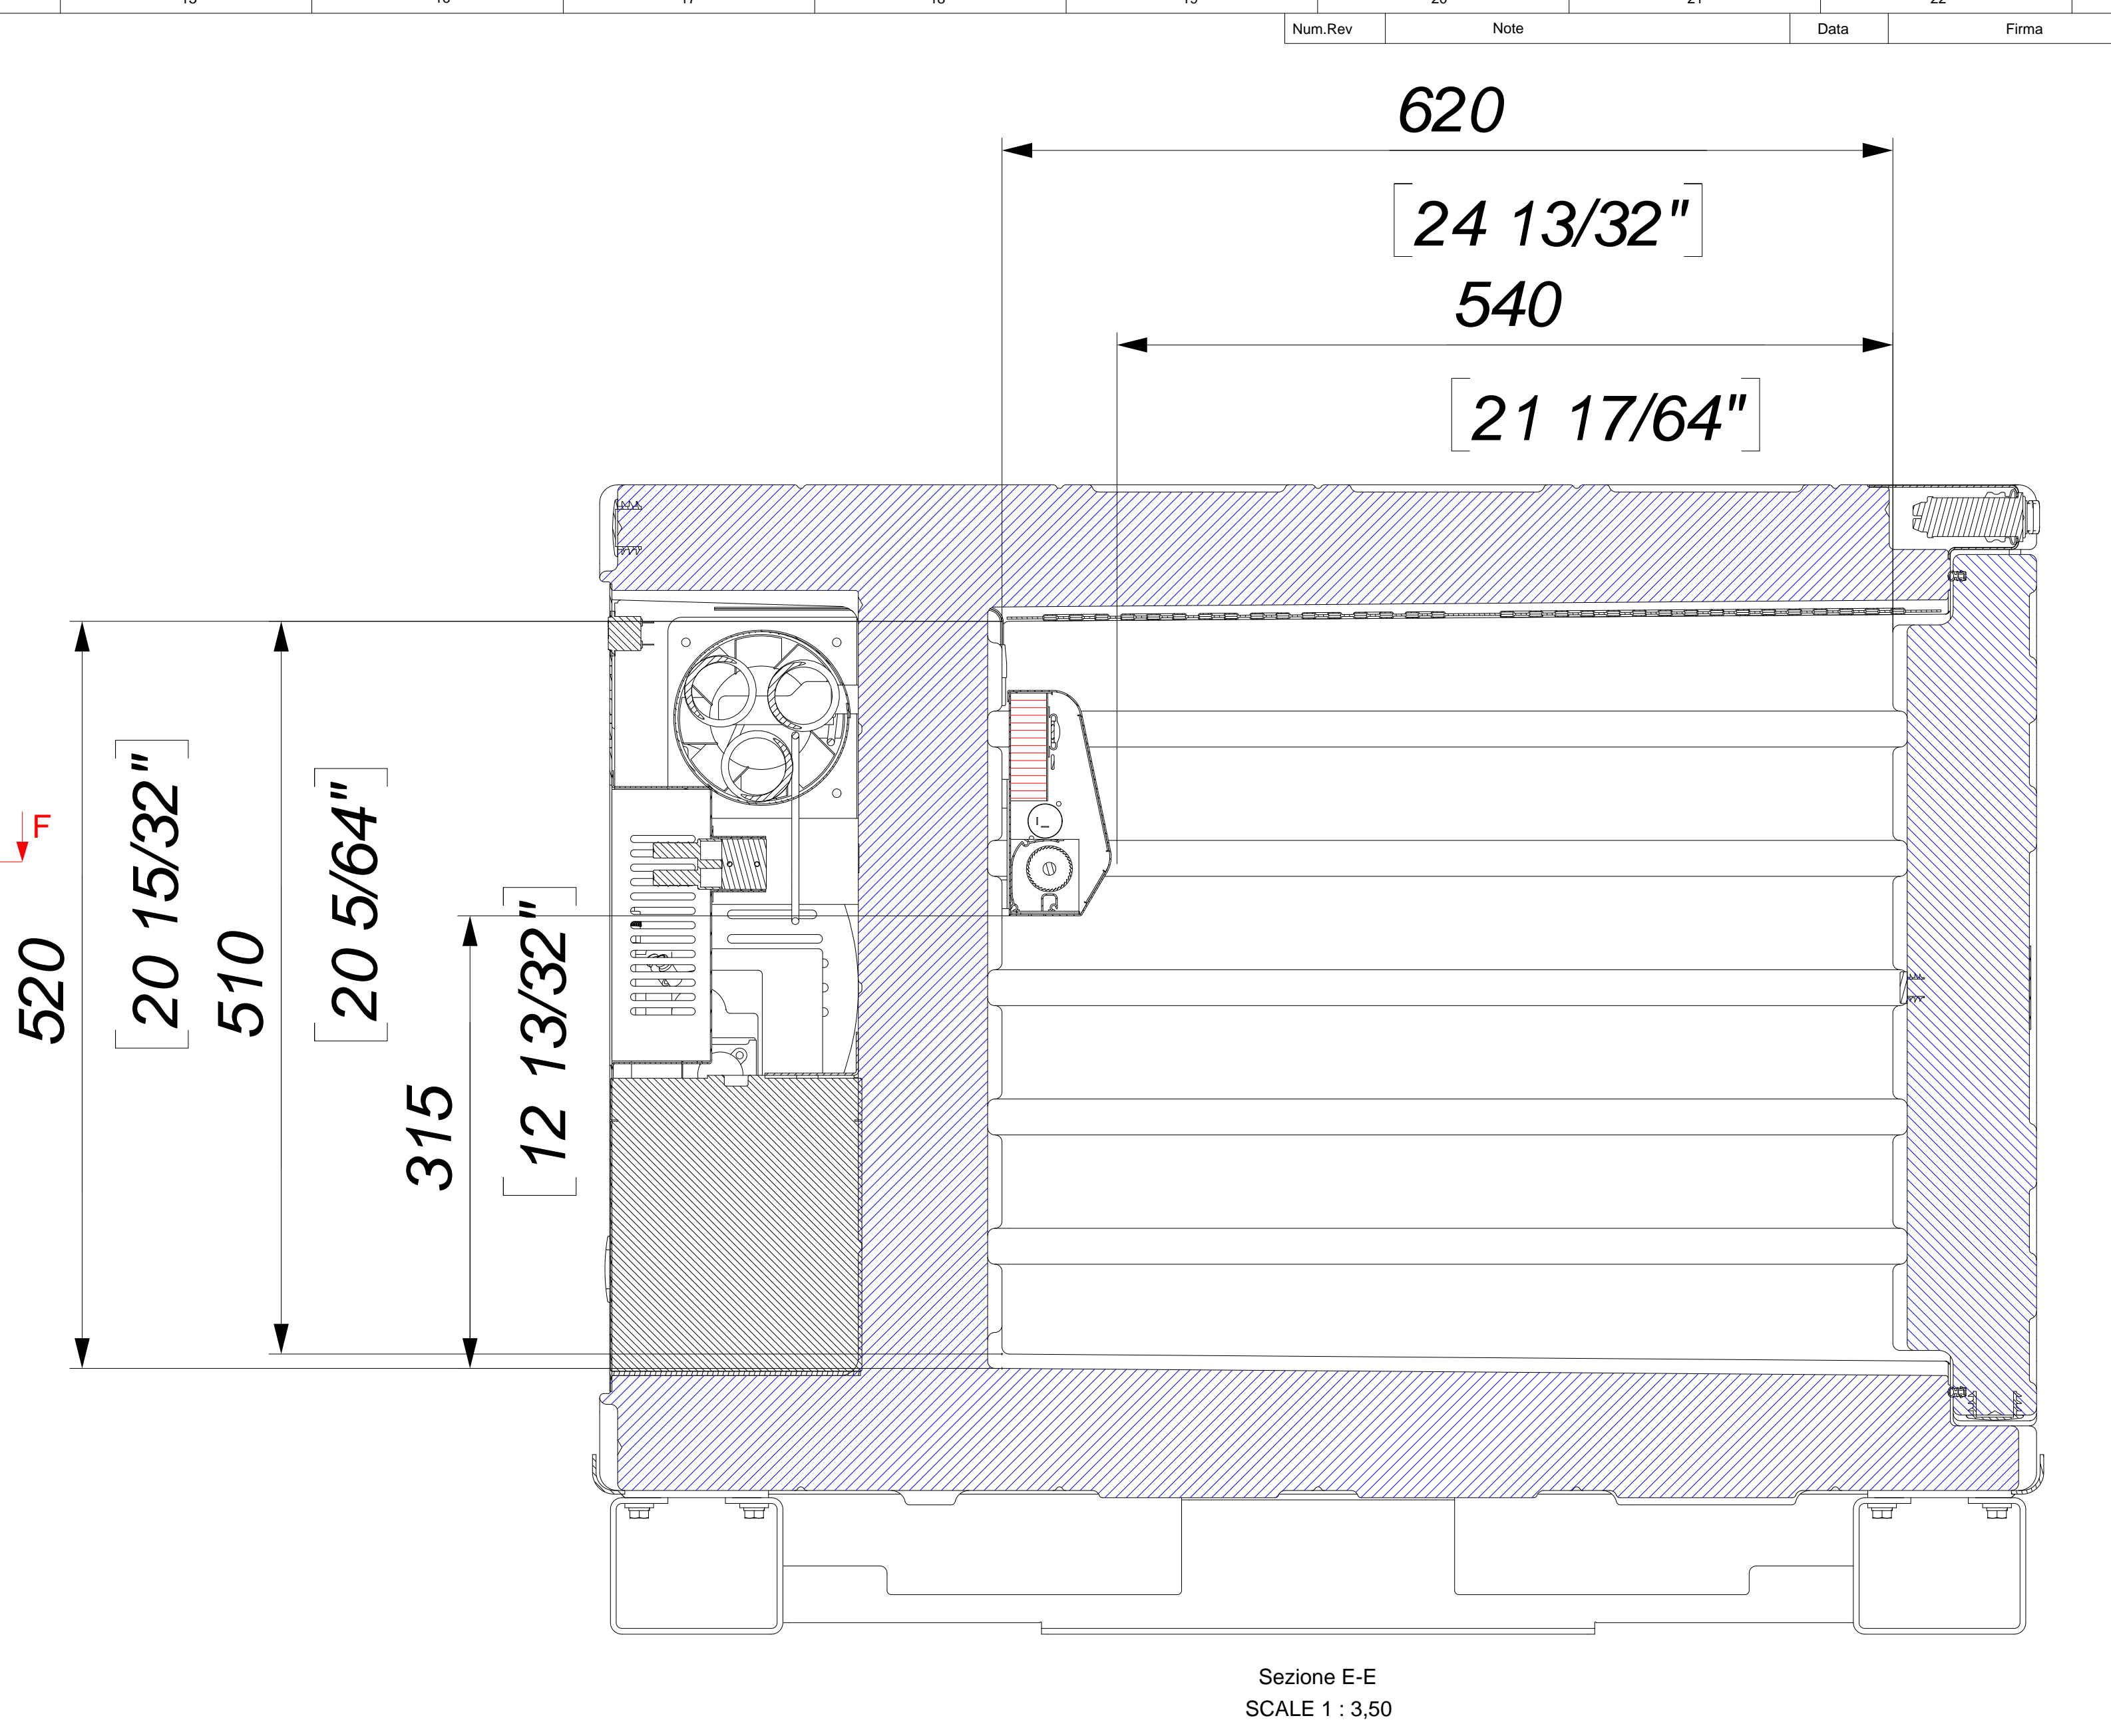 Num.Rev Note Data Firma
620
[24 13/32"]
540
[21 17/64"]
F
520
[20 15/32"]
510
[20 5/64"]
315
[12 13/32"]
Sezione E-E
SCALE 1 : 3,50